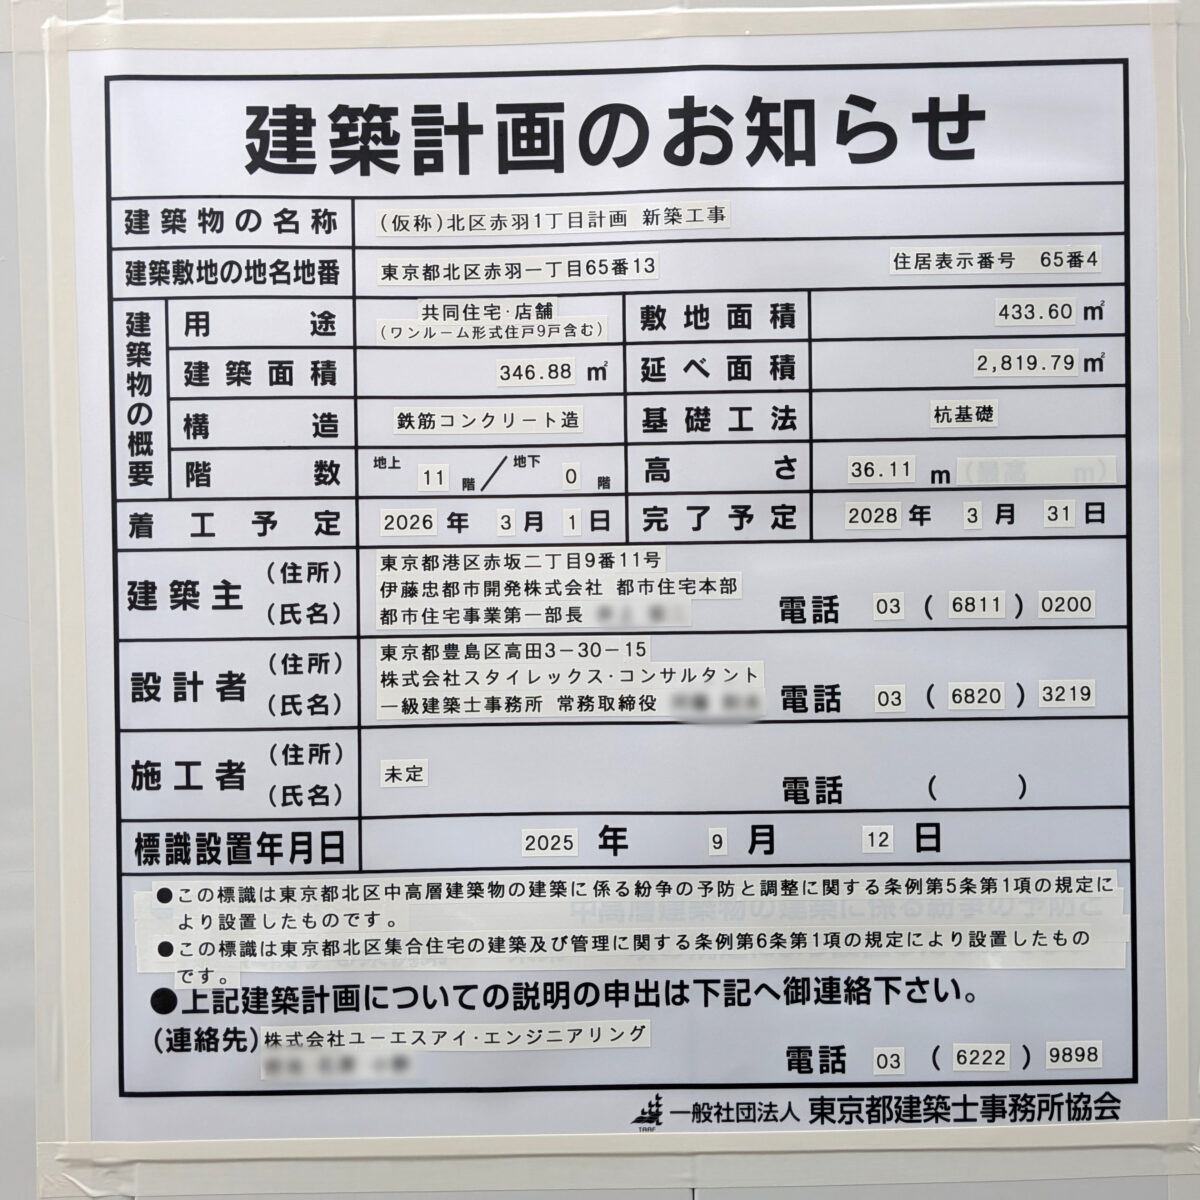 建築計画のお知らせ
建築物の名称 (仮称)北区赤羽1丁目計画 新築工事
建築敷地の地名地番 東京都北区赤羽一丁目65番13 住居表示番号 65番4
建築物の概要
用途 共同住宅・店舗
(ワンルーム形式住戸9戸含む)
敷地面積 433.60 ㎡
建築面積 346.88 ㎡ 延べ面積 2,819.79 ㎡
構造 鉄筋コンクリート造 基礎工法 杭基礎
階数 地上 11 階 / 地下 0 階 高さ 36.11 m (最高 m)
着工予定 2026 年 3 月 1 日 完了予定 2028 年 3 月 31 日
建築主 (住所) (氏名)
東京都港区赤坂二丁目9番11号
伊藤忠都市開発株式会社 都市住宅本部
都市住宅事業第一部長
電話 03 ( 6811 ) 0200
設計者 (住所) (氏名)
東京都豊島区高田3-30-15
株式会社スタイレックス・コンサルタント
一級建築士事務所 常務取締役
電話 03 ( 6820 ) 3219
施工者 (住所) (氏名)
未定
電話 ( )
標識設置年月日 2025 年 9 月 12 日
●この標識は東京都北区中高層建築物の建築に係る紛争の予防と調整に関する条例第5条第1項の規定に
より設置したものです。
●この標識は東京都北区集合住宅の建築及び管理に関する条例第6条第1項の規定により設置したもの
です。
●上記建築計画についての説明の申出は下記へ御連絡下さい。
(連絡先) 株式会社ユーエスアイ・エンジニアリング
電話 03 ( 6222 ) 9898
TAAF 一般社団法人 東京都建築士事務所協会